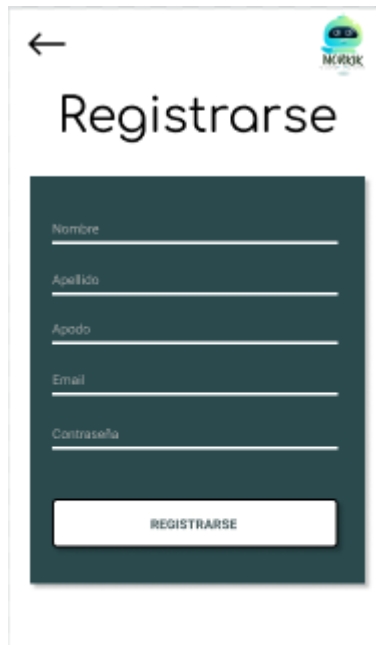 Registrarse
Nombre
Apellido
Apodo
Email
Contraseña
REGISTRARSE